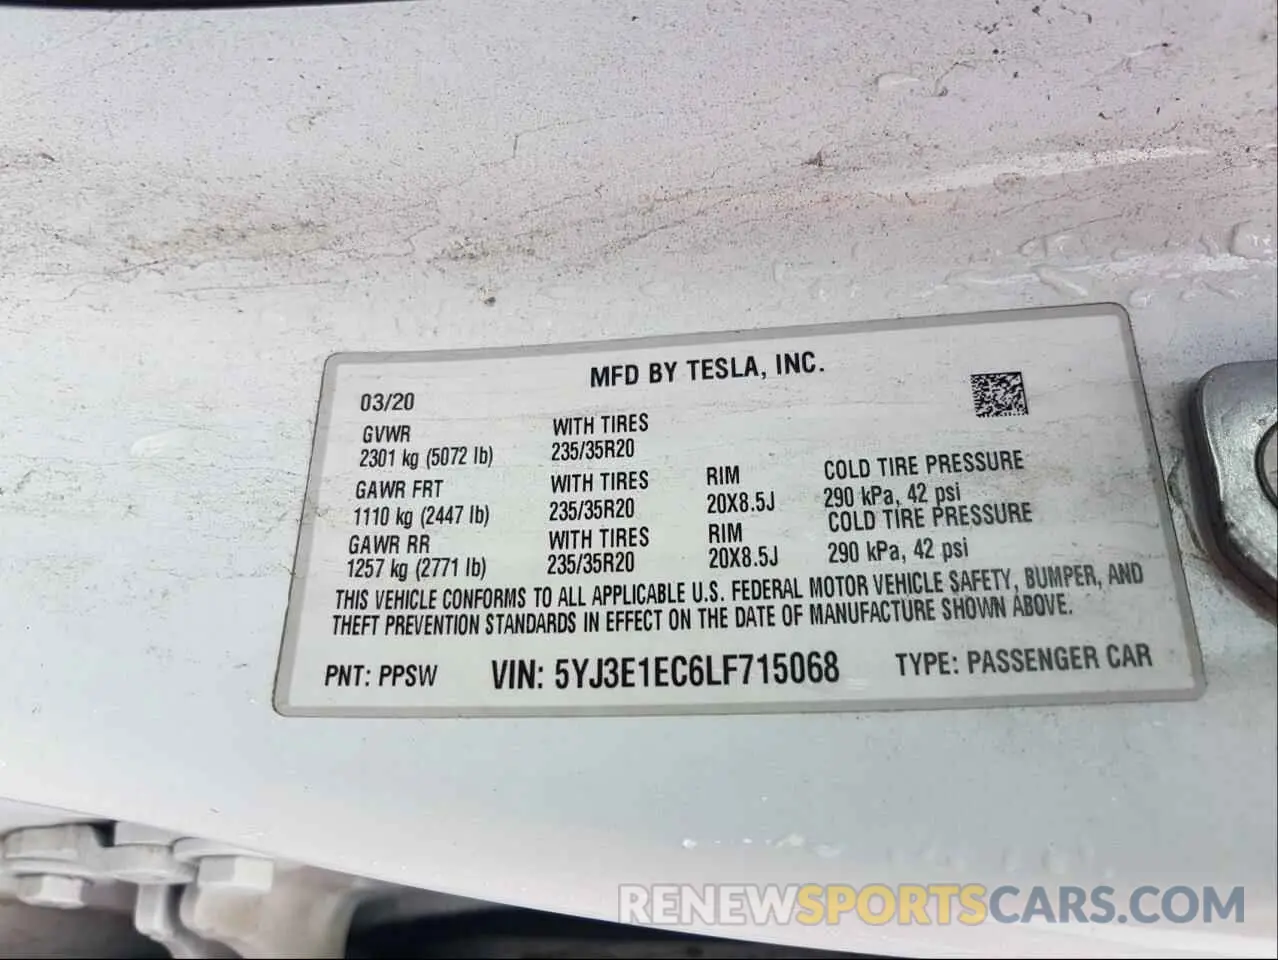 MFD BY TESLA, INC.
03/20
GVWR WITH TIRES
2301 kg (5072 lb) 235/35R20
GAWR FRT WITH TIRES RIM COLD TIRE PRESSURE
1110 kg (2447 lb) 235/35R20 20X8.5J 290 kPa, 42 psi
GAWR RR WITH TIRES RIM COLD TIRE PRESSURE
1257 kg (2771 lb) 235/35R20 20X8.5J 290 kPa, 42 psi
THIS VEHICLE CONFORMS TO ALL APPLICABLE U.S. FEDERAL MOTOR VEHICLE SAFETY, BUMPER, AND
THEFT PREVENTION STANDARDS IN EFFECT ON THE DATE OF MANUFACTURE SHOWN ABOVE.
PNT: PPSW VIN: 5YJ3E1EC6LF715068 TYPE: PASSENGER CAR
RENEWSPORTSCARS.COM